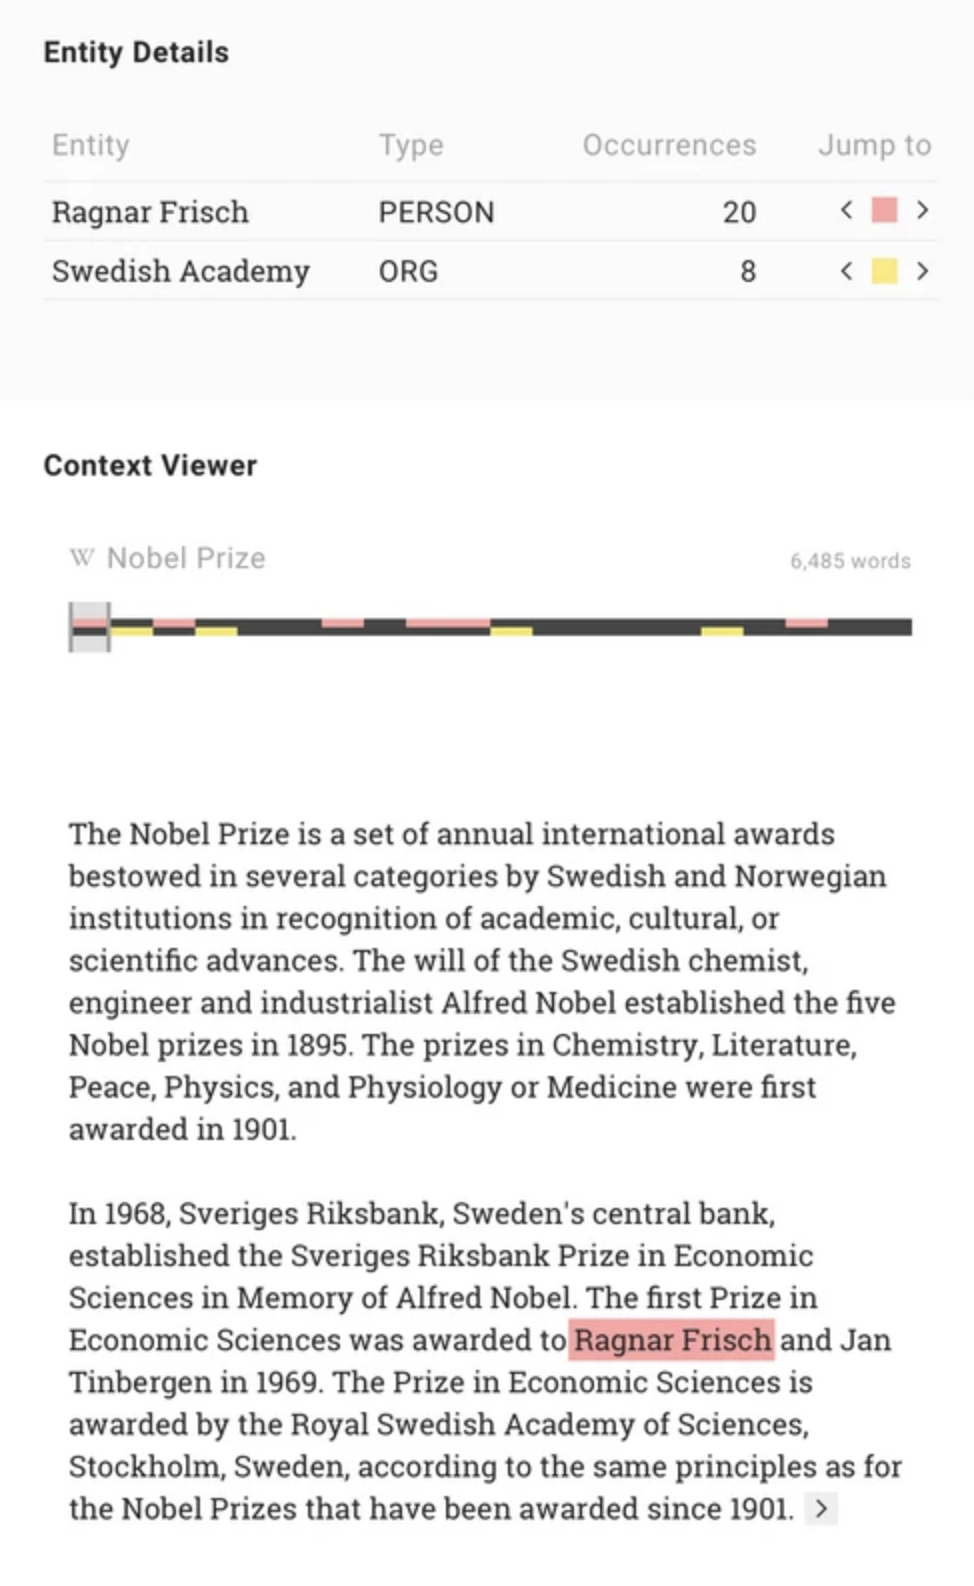 Entity Details
Entity Type Occurrences Jump to
Ragnar Frisch PERSON 20 < >
Swedish Academy ORG 8 < >
Context Viewer
W Nobel Prize 6,485 words
The Nobel Prize is a set of annual international awards
bestowed in several categories by Swedish and Norwegian
institutions in recognition of academic, cultural, or
scientific advances. The will of the Swedish chemist,
engineer and industrialist Alfred Nobel established the five
Nobel prizes in 1895. The prizes in Chemistry, Literature,
Peace, Physics, and Physiology or Medicine were first
awarded in 1901.
In 1968, Sveriges Riksbank, Sweden's central bank,
established the Sveriges Riksbank Prize in Economic
Sciences in Memory of Alfred Nobel. The first Prize in
Economic Sciences was awarded to Ragnar Frisch and Jan
Tinbergen in 1969. The Prize in Economic Sciences is
awarded by the Royal Swedish Academy of Sciences,
Stockholm, Sweden, according to the same principles as for
the Nobel Prizes that have been awarded since 1901. >